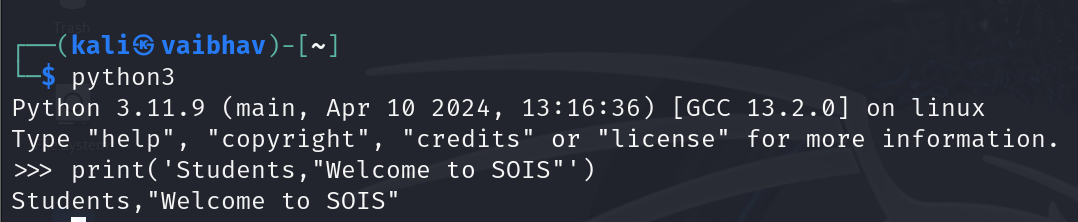 Trash
┌──(kali㉿vaibhav)-[~]
└─$ python3
Python 3.11.9 (main, Apr 10 2024, 13:16:36) [GCC 13.2.0] on linux
Type "help", "copyright", "credits" or "license" for more information.
>>> print('Students,"Welcome to SOIS"')
Students,"Welcome to SOIS"